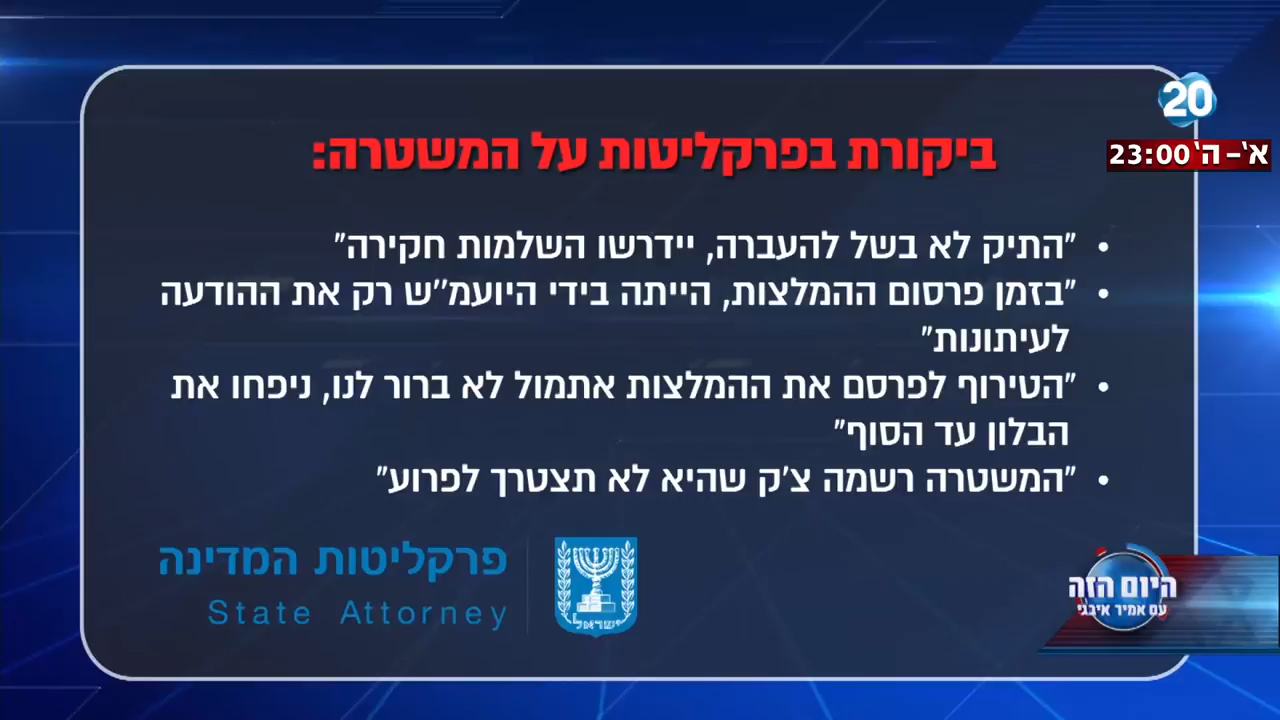 20
א'-ה' 23:00
ביקורת בפרקליטות על המשטרה:
• "התיק לא בשל להעברה, יידרשו השלמות חקירה"
• "בזמן פרסום ההמלצות, הייתה בידי היועמ"ש רק את ההודעה
לעיתונות"
• "הטירוף לפרסם את ההמלצות אתמול לא ברור לנו, ניפחו את
הבלון עד הסוף"
• "המשטרה רשמה צ'ק שהיא לא תצטרך לפרוע"
פרקליטות המדינה
State Attorney
ישראל
היום הזה
עם אמיר איבגי